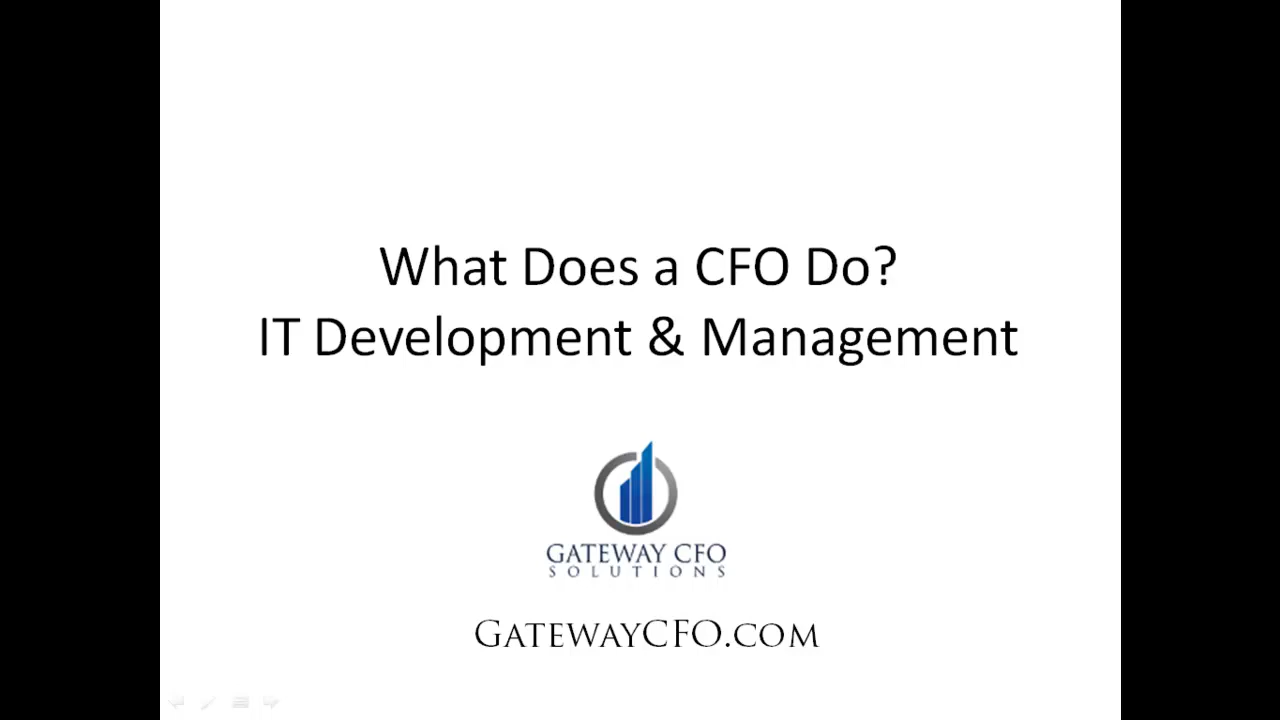 What Does a CFO Do?
IT Development & Management
GATEWAY CFO
SOLUTIONS
GATEWAYCFO.COM